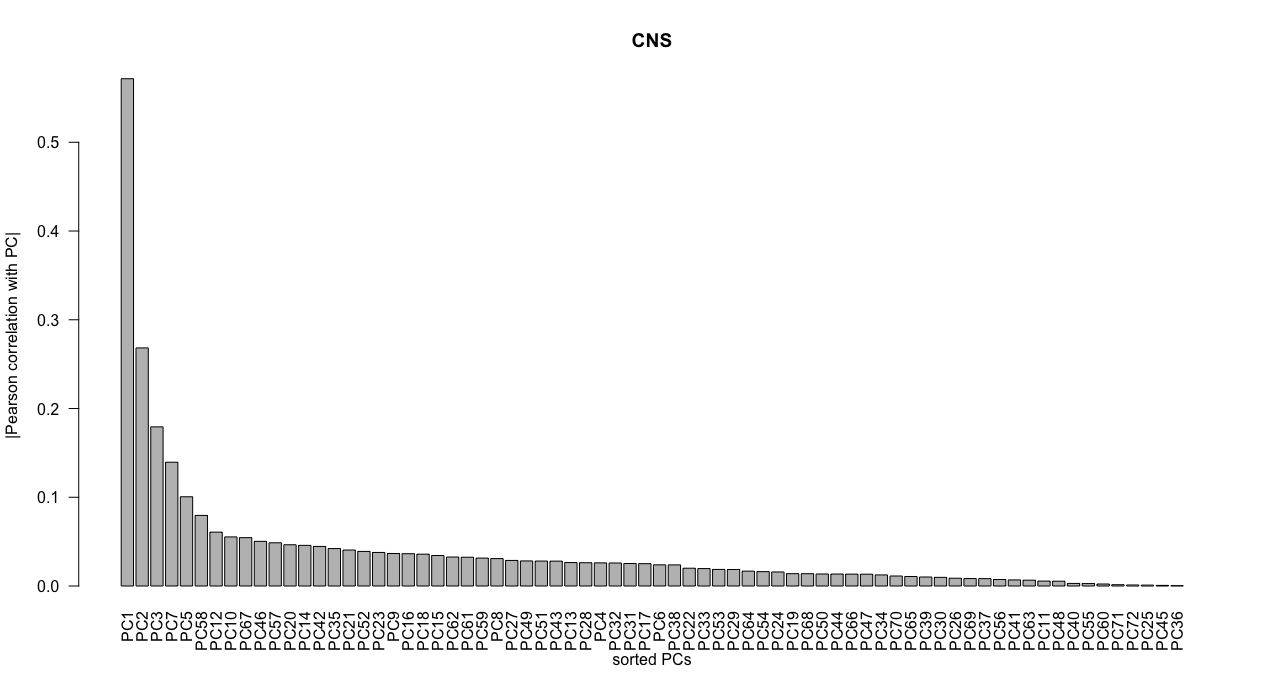 CNS
|Pearson correlation with PC|
0.5
0.4
0.3
0.2
0.1
0.0
PC1 PC2 PC3 PC7 PC5 PC58 PC12 PC10 PC67 PC46 PC57 PC20 PC14 PC42 PC35 PC21 PC52 PC23 PC9 PC16 PC18 PC15 PC62 PC61 PC59 PC8 PC27 PC49 PC51 PC43 PC13 PC28 PC4 PC32 PC31 PC17 PC6 PC38 PC22 PC33 PC53 PC29 PC64 PC54 PC24 PC19 PC68 PC50 PC44 PC66 PC47 PC34 PC70 PC65 PC39 PC30 PC26 PC69 PC37 PC56 PC41 PC63 PC11 PC48 PC40 PC55 PC60 PC71 PC72 PC25 PC45 PC36
sorted PCs